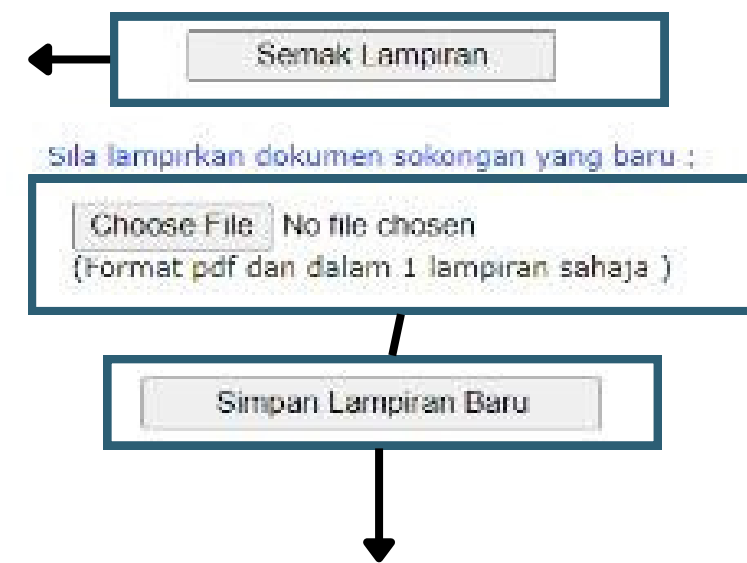 Semak Lampiran
Sila lampirkan dokumen sokongan yang baru :
Choose File No file chosen
(Format pdf dan dalam 1 lampiran sahaja )
Simpan Lampiran Baru